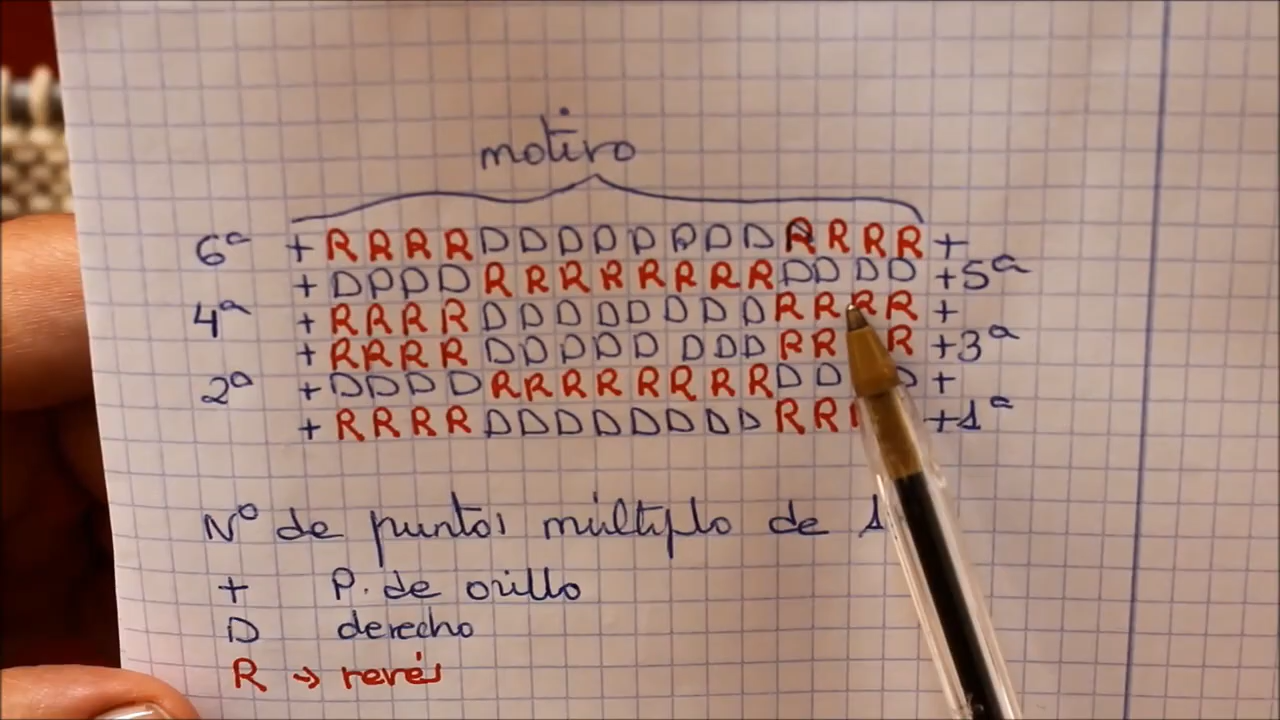 motivo
6ª + R R R R D D D D D D D D R R R R +
+ D D D D R R R R R R R R D D D D + 5ª
4ª + R R R R D D D D D D D D R R R R +
+ R R R R D D D D D D D D R R R + 3ª
2ª + D D D D R R R R R R R R D D D +
+ R R R R D D D D D D D D R R + 1ª
Nº de puntos múltiplo de
+ P. de orillo
D derecho
R → revés